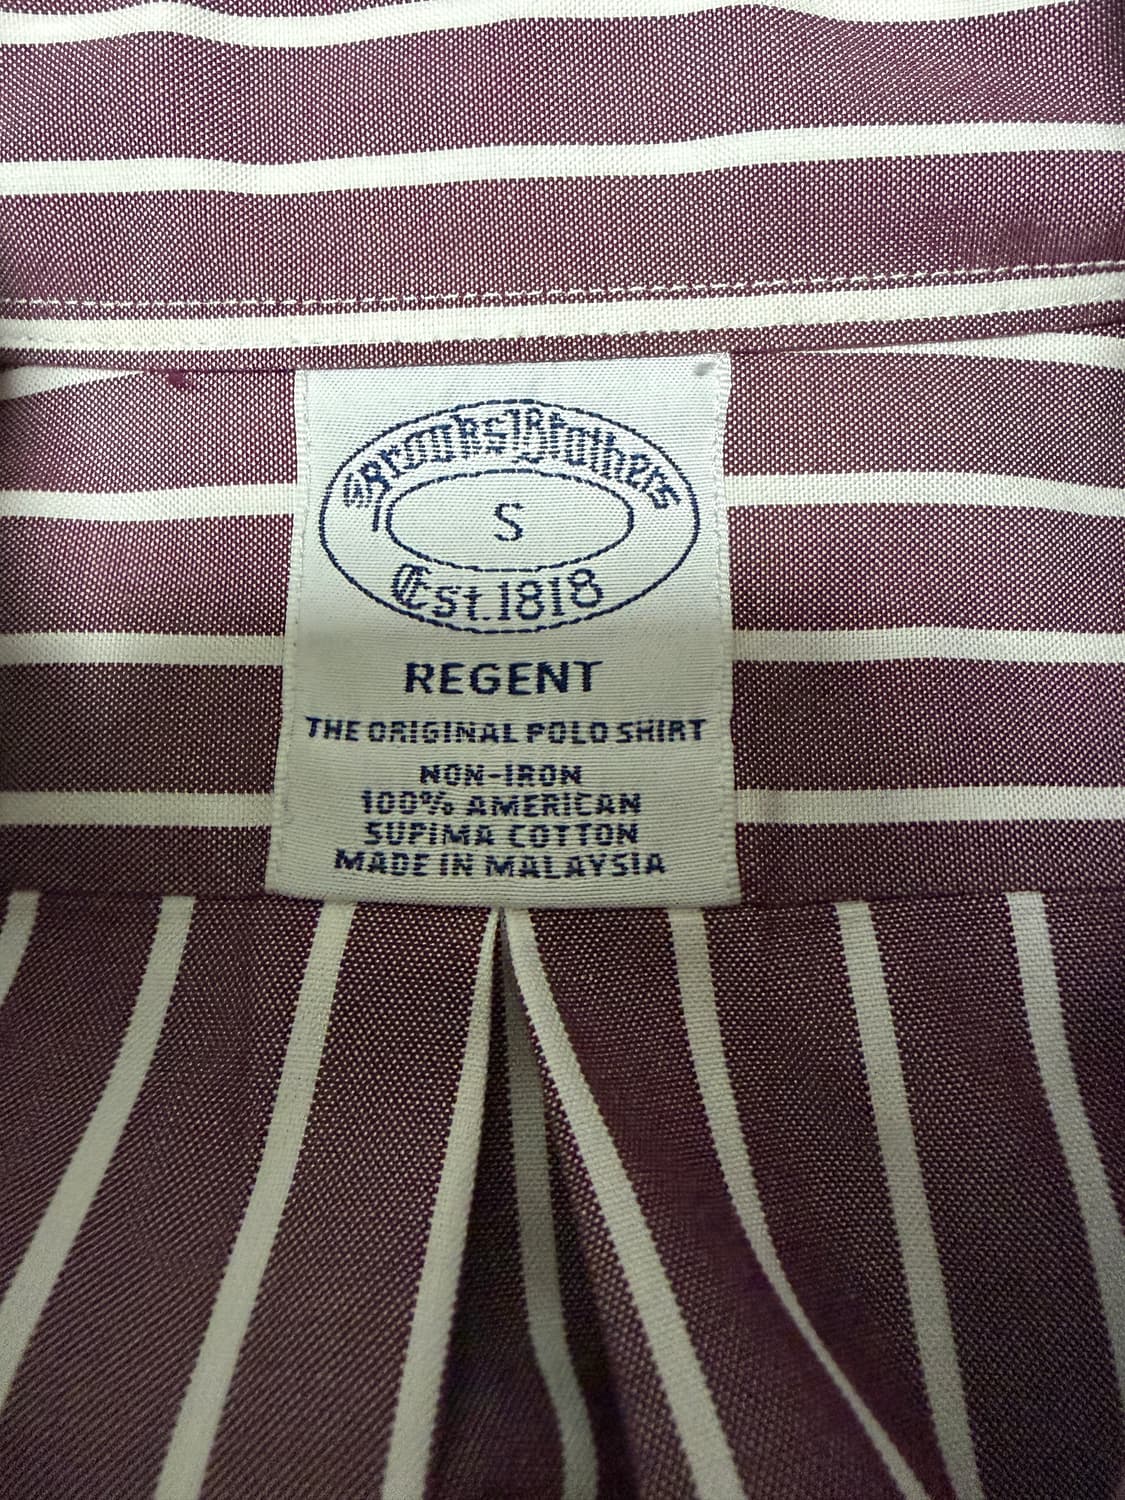 Brooks Brothers
S
Est. 1818
REGENT
THE ORIGINAL POLO SHIRT
NON-IRON
100% AMERICAN
SUPIMA COTTON
MADE IN MALAYSIA